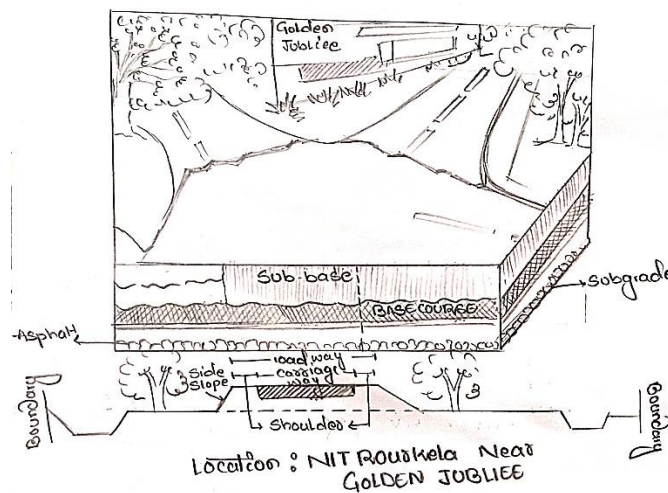 Golden
Jubliee
Sub-base
BASE COURSE
Subgrade
Asphalt
Road way
Side
Slope
carriage
way
Boundary
Boundary
Shoulder
Location : NIT Rourkela Near
GOLDEN JUBLIEE